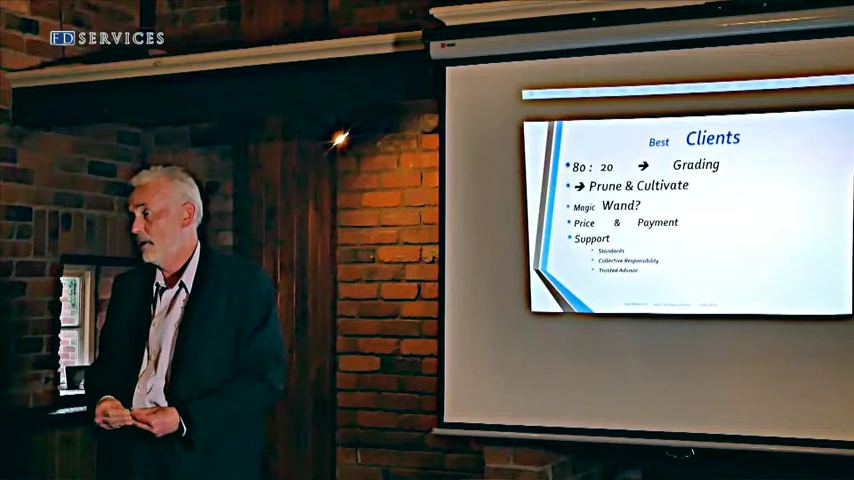 FD SERVICES
Best Clients
80 : 20 ➔ Grading
➔ Prune & Cultivate
Magic Wand?
Price & Payment
Support
Standards
Collective Responsibility
Trusted Advisor